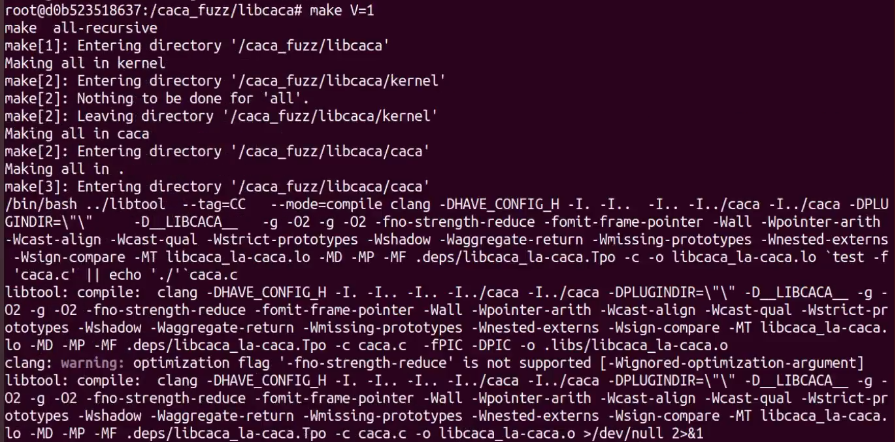 root@d0b523518637:/caca_fuzz/libcaca# make V=1
make  all-recursive
make[1]: Entering directory '/caca_fuzz/libcaca'
Making all in kernel
make[2]: Entering directory '/caca_fuzz/libcaca/kernel'
make[2]: Nothing to be done for 'all'.
make[2]: Leaving directory '/caca_fuzz/libcaca/kernel'
Making all in caca
make[2]: Entering directory '/caca_fuzz/libcaca/caca'
Making all in .
make[3]: Entering directory '/caca_fuzz/libcaca/caca'
/bin/bash ../libtool  --tag=CC   --mode=compile clang -DHAVE_CONFIG_H -I. -I..  -I.. -I../caca -I../caca -DPLU
GINDIR=\"\"     -D__LIBCACA__   -g -O2 -g -O2 -fno-strength-reduce -fomit-frame-pointer -Wall -Wpointer-arith
-Wcast-align -Wcast-qual -Wstrict-prototypes -Wshadow -Waggregate-return -Wmissing-prototypes -Wnested-externs
 -Wsign-compare -MT libcaca_la-caca.lo -MD -MP -MF .deps/libcaca_la-caca.Tpo -c -o libcaca_la-caca.lo `test -f
 'caca.c' || echo './'`caca.c
libtool: compile:  clang -DHAVE_CONFIG_H -I. -I.. -I.. -I../caca -I../caca -DPLUGINDIR=\"\" -D__LIBCACA__ -g -
O2 -g -O2 -fno-strength-reduce -fomit-frame-pointer -Wall -Wpointer-arith -Wcast-align -Wcast-qual -Wstrict-pr
ototypes -Wshadow -Waggregate-return -Wmissing-prototypes -Wnested-externs -Wsign-compare -MT libcaca_la-caca.
lo -MD -MP -MF .deps/libcaca_la-caca.Tpo -c caca.c  -fPIC -DPIC -o .libs/libcaca_la-caca.o
clang: warning: optimization flag '-fno-strength-reduce' is not supported [-Wignored-optimization-argument]
libtool: compile:  clang -DHAVE_CONFIG_H -I. -I.. -I.. -I../caca -I../caca -DPLUGINDIR=\"\" -D__LIBCACA__ -g -
O2 -g -O2 -fno-strength-reduce -fomit-frame-pointer -Wall -Wpointer-arith -Wcast-align -Wcast-qual -Wstrict-pr
ototypes -Wshadow -Waggregate-return -Wmissing-prototypes -Wnested-externs -Wsign-compare -MT libcaca_la-caca.
lo -MD -MP -MF .deps/libcaca_la-caca.Tpo -c caca.c -o libcaca_la-caca.o >/dev/null 2>&1